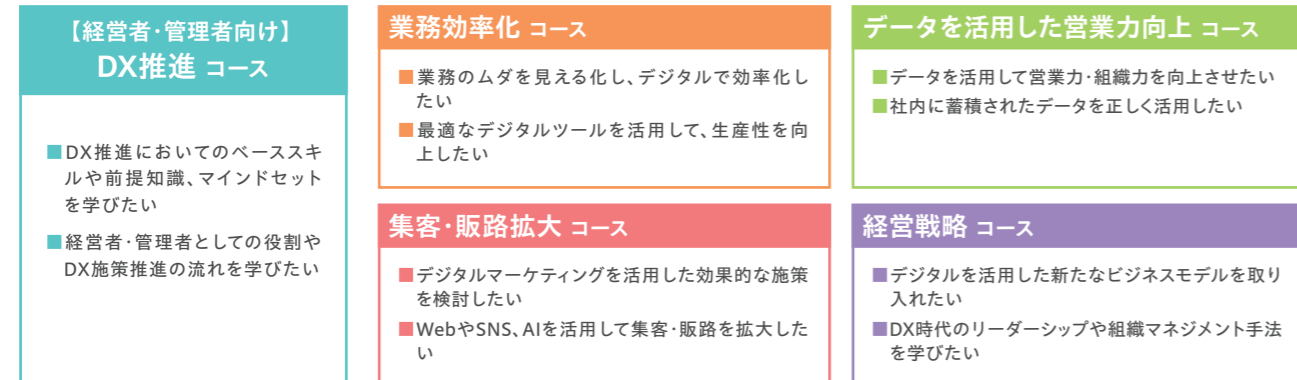 【経営者・管理者向け】
DX推進 コース
■DX推進においてのベーススキ
ルや前提知識、マインドセット
を学びたい
■経営者・管理者としての役割や
DX施策推進の流れを学びたい
業務効率化 コース
■業務のムダを見える化し、デジタルで効率化し
たい
■最適なデジタルツールを活用して、生産性を向
上したい
データを活用した営業力向上 コース
■データを活用して営業力・組織力を向上させたい
■社内に蓄積されたデータを正しく活用したい
集客・販路拡大 コース
■デジタルマーケティングを活用した効果的な施策
を検討したい
■WebやSNS、AIを活用して集客・販路を拡大した
い
経営戦略 コース
■デジタルを活用した新たなビジネスモデルを取り
入れたい
■DX時代のリーダーシップや組織マネジメント手法
を学びたい